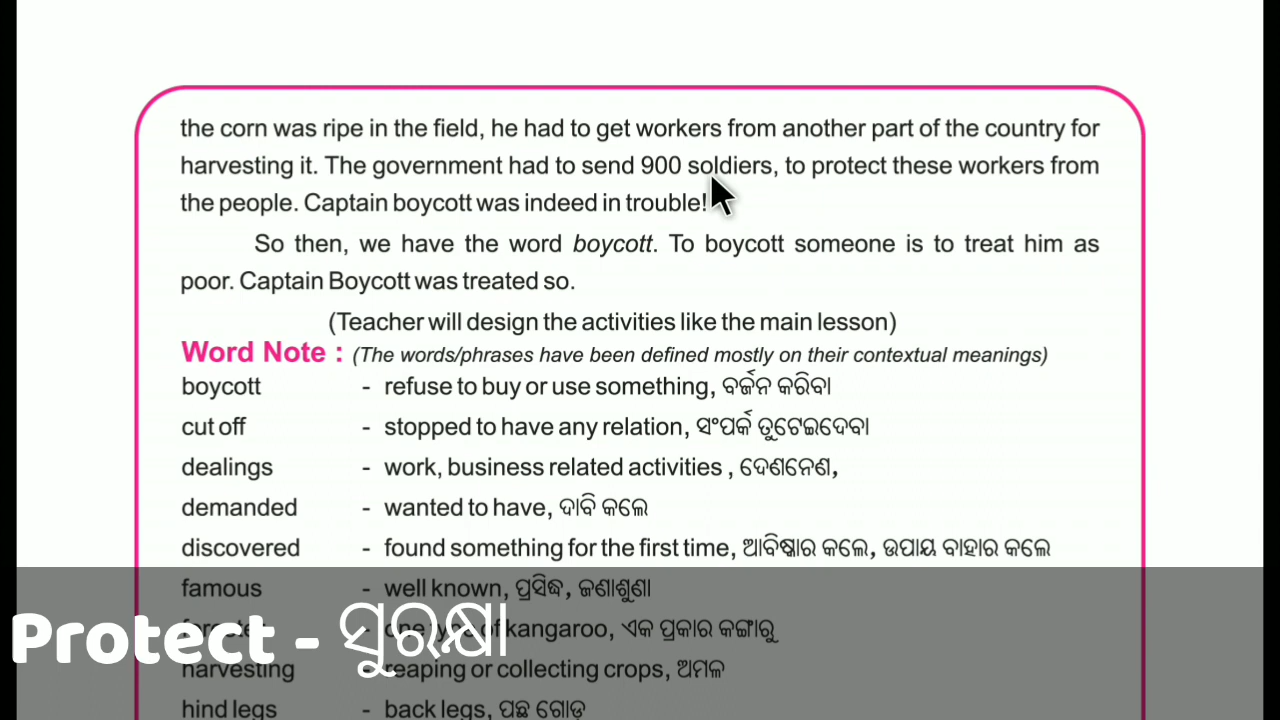 the corn was ripe in the field, he had to get workers from another part of the country for
harvesting it. The government had to send 900 soldiers, to protect these workers from
the people. Captain boycott was indeed in trouble!
So then, we have the word boycott. To boycott someone is to treat him as
poor. Captain Boycott was treated so.
(Teacher will design the activities like the main lesson)
Word Note : (The words/phrases have been defined mostly on their contextual meanings)
boycott - refuse to buy or use something, ବର୍ଜନ କରିବା
cut off - stopped to have any relation, ସଂପର୍କ ତୁଟେଇଦେବା
dealings - work, business related activities , ଦେଣନେଣ,
demanded - wanted to have, ଦାବି କଲେ
discovered - found something for the first time, ଆବିଷ୍କାର କଲେ, ଉପାୟ ବାହାର କଲେ
famous - well known, ପ୍ରସିଦ୍ଧ, ଜଣାଶୁଣା
- one type of kangaroo, ଏକ ପ୍ରକାର କଙ୍ଗାରୁ
Protect - ସୁରକ୍ଷା
harvesting - reaping or collecting crops, ଅମଳ
hind legs - back legs, ପଛ ଗୋଡ଼